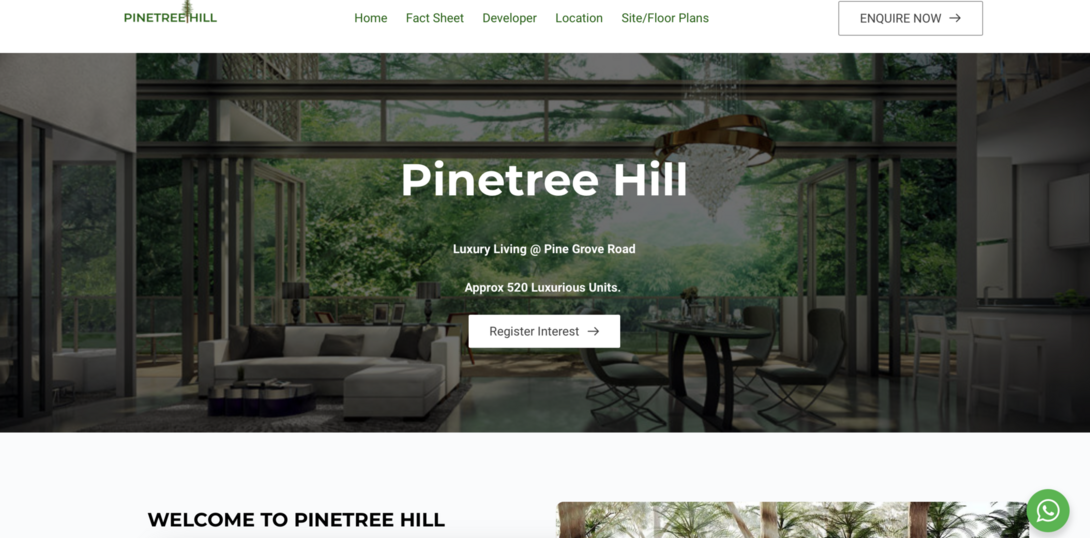 PINETREE HILL
Home Fact Sheet Developer Location Site/Floor Plans
ENQUIRE NOW →
Pinetree Hill
Luxury Living @ Pine Grove Road
Approx 520 Luxurious Units.
Register Interest →
WELCOME TO PINETREE HILL